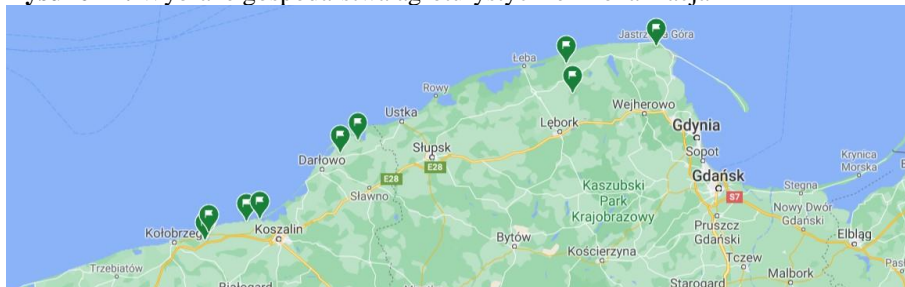 Jastrzębia Góra
Łeba
Rowy
Wejherowo
Ustka
Lębork
Gdynia
Słupsk
Sopot
Darłowo
E28
E28
Krynica
Morska
Gdańsk
Sławno
Kaszubski
Park
Krajobrazowy
S7
Stegna
Nowy Dwór
Gdański
Kołobrzeg
Koszalin
Bytów
Pruszcz
Gdański
Elbląg
Kościerzyna
Tczew
Trzebiatów
Malbork
Białogard
Starogard